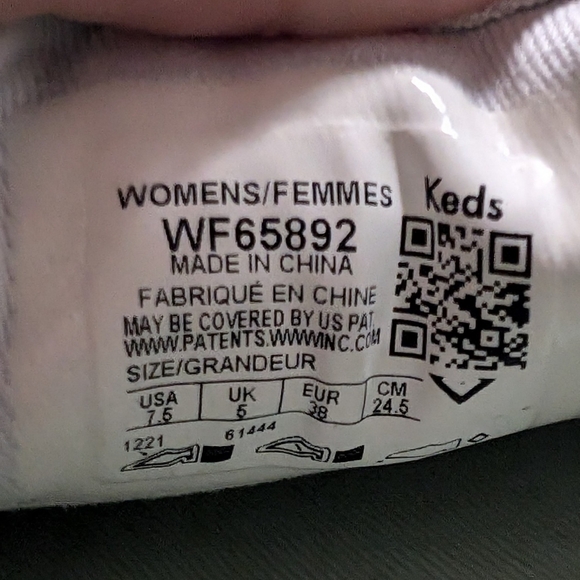 WOMENS/FEMMES
Keds
WF65892
MADE IN CHINA
FABRIQUÉ EN CHINE
MAY BE COVERED BY US PAT
WWW.PATENTS.WWWINC.COM
SIZE/GRANDEUR
USA UK EUR CM
7.5 5 38 24.5
1221 61444